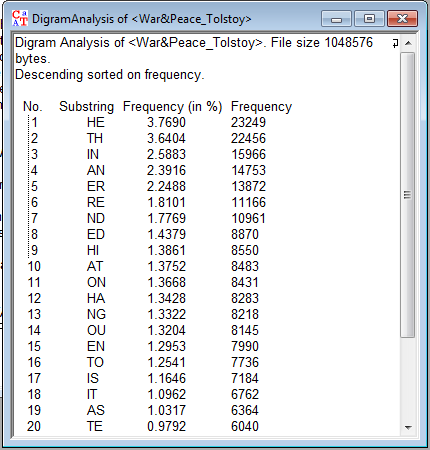 DigramAnalysis of <War&Peace_Tolstoy>
Digram Analysis of <War&Peace_Tolstoy>. File size 1048576
bytes.
Descending sorted on frequency.
No. Substring Frequency (in %) Frequency
1 HE 3.7690 23249
2 TH 3.6404 22456
3 IN 2.5883 15966
4 AN 2.3916 14753
5 ER 2.2488 13872
6 RE 1.8101 11166
7 ND 1.7769 10961
8 ED 1.4379 8870
9 HI 1.3861 8550
10 AT 1.3752 8483
11 ON 1.3668 8431
12 HA 1.3428 8283
13 NG 1.3322 8218
14 OU 1.3204 8145
15 EN 1.2953 7990
16 TO 1.2541 7736
17 IS 1.1646 7184
18 IT 1.0962 6762
19 AS 1.0317 6364
20 TE 0.9792 6040